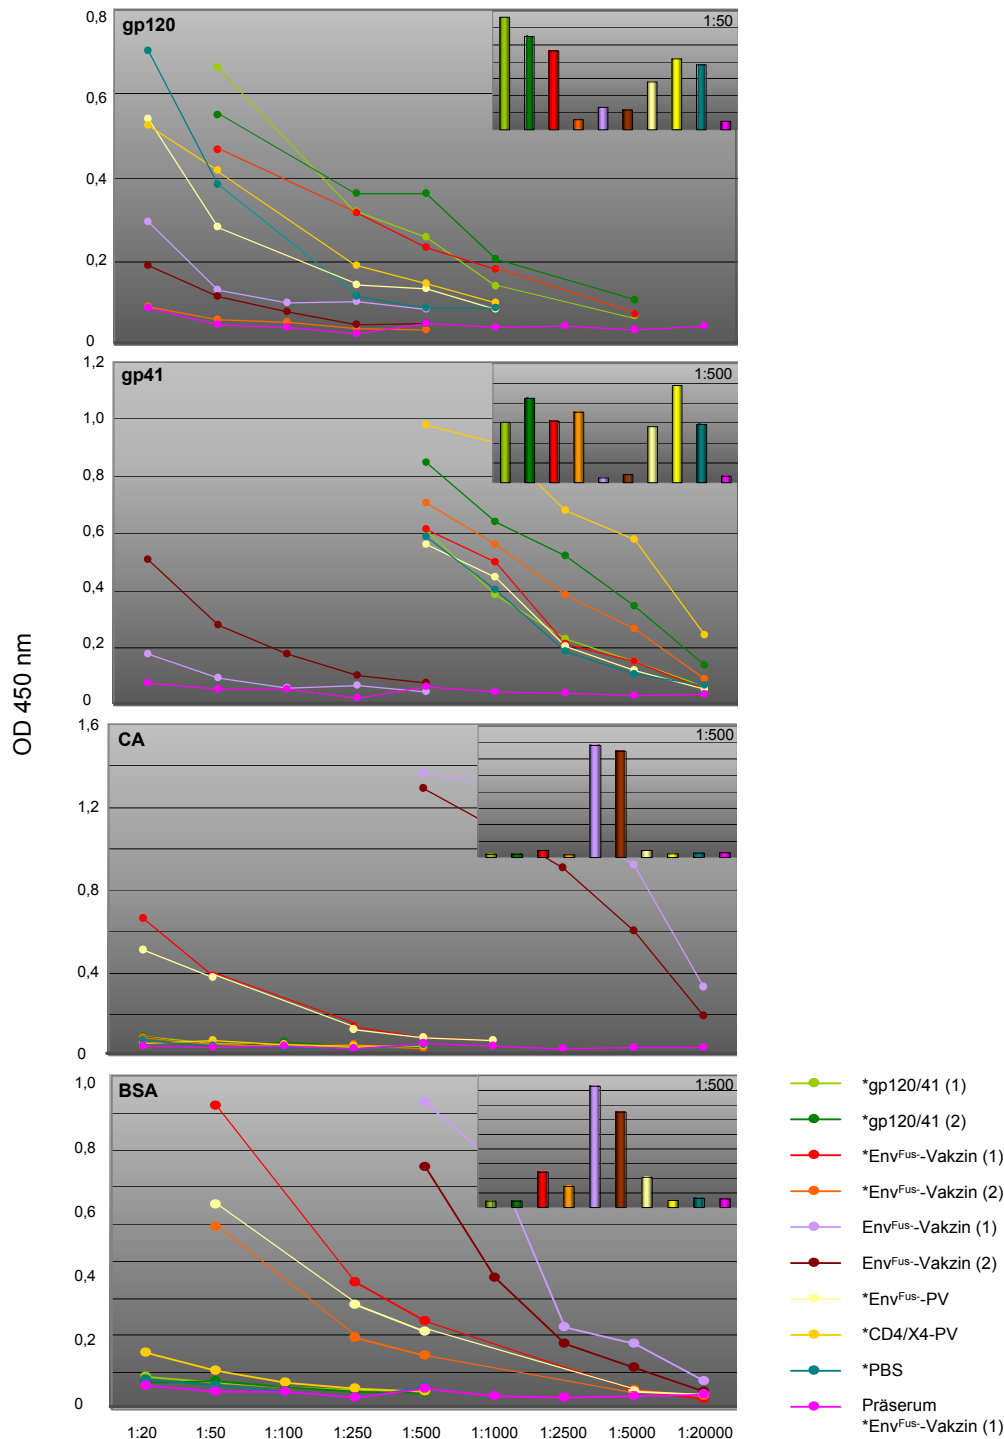 OD 450 nm
gp120
1:50
0,8
0,6
0,4
0,2
0
gp41
1:500
1,2
1,0
0,8
0,6
0,4
0,2
0
CA
1:500
1,6
1,2
0,8
0,4
0
BSA
1:500
1,0
0,8
0,6
0,4
0,2
0
1:20 1:50 1:100 1:250 1:500 1:1000 1:2500 1:5000 1:20000
*gp120/41 (1)
*gp120/41 (2)
*EnvFus--Vakzin (1)
*EnvFus--Vakzin (2)
EnvFus--Vakzin (1)
EnvFus--Vakzin (2)
*EnvFus--PV
*CD4/X4-PV
*PBS
Präserum
*EnvFus--Vakzin (1)